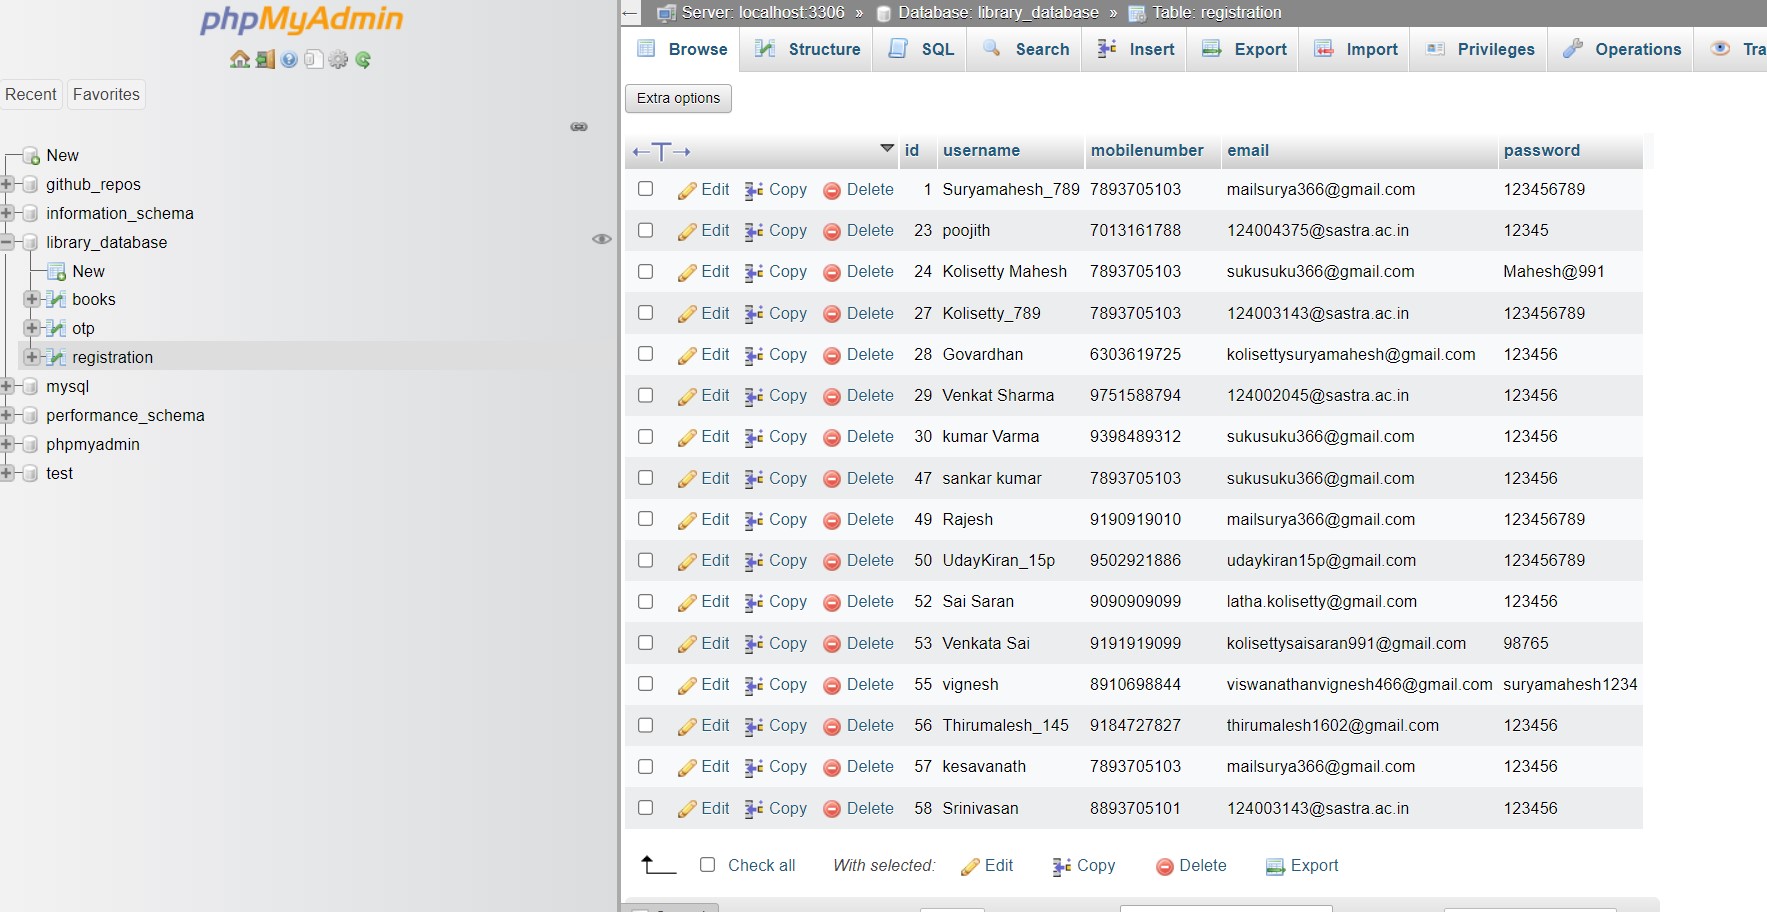 phpMyAdmin
Recent Favorites
New
github_repos
information_schema
library_database
New
books
otp
registration
mysql
performance_schema
phpmyadmin
test
Server: localhost:3306 » Database: library_database » Table: registration
Browse Structure SQL Search Insert Export Import Privileges Operations Tra
Extra options
←T→ id username mobilenumber email password
Edit Copy Delete 1 Suryamahesh_789 7893705103 mailsurya366@gmail.com 123456789
Edit Copy Delete 23 poojith 7013161788 124004375@sastra.ac.in 12345
Edit Copy Delete 24 Kolisetty Mahesh 7893705103 sukusuku366@gmail.com Mahesh@991
Edit Copy Delete 27 Kolisetty_789 7893705103 124003143@sastra.ac.in 123456789
Edit Copy Delete 28 Govardhan 6303619725 kolisettysuryamahesh@gmail.com 123456
Edit Copy Delete 29 Venkat Sharma 9751588794 124002045@sastra.ac.in 123456
Edit Copy Delete 30 kumar Varma 9398489312 sukusuku366@gmail.com 123456
Edit Copy Delete 47 sankar kumar 7893705103 sukusuku366@gmail.com 123456
Edit Copy Delete 49 Rajesh 9190919010 mailsurya366@gmail.com 123456789
Edit Copy Delete 50 UdayKiran_15p 9502921886 udaykiran15p@gmail.com 123456789
Edit Copy Delete 52 Sai Saran 9090909099 latha.kolisetty@gmail.com 123456
Edit Copy Delete 53 Venkata Sai 9191919099 kolisettysaisaran991@gmail.com 98765
Edit Copy Delete 55 vignesh 8910698844 viswanathanvignesh466@gmail.com suryamahesh1234
Edit Copy Delete 56 Thirumalesh_145 9184727827 thirumalesh1602@gmail.com 123456
Edit Copy Delete 57 kesavanath 7893705103 mailsurya366@gmail.com 123456
Edit Copy Delete 58 Srinivasan 8893705101 124003143@sastra.ac.in 123456
Check all With selected: Edit Copy Delete Export